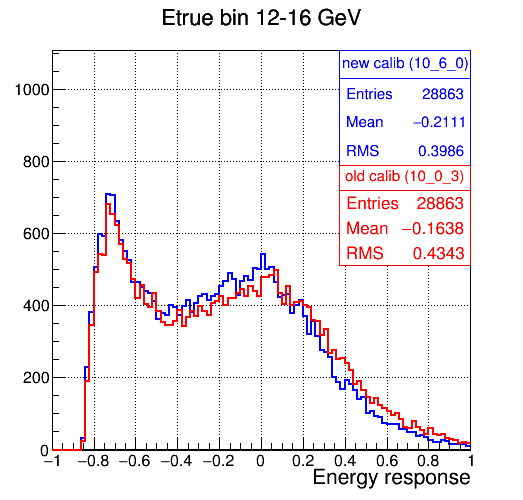 Etrue bin 12-16 GeV
new calib (10_6_0)
Entries 28863
Mean −0.2111
RMS 0.3986
old calib (10_0_3)
Entries 28863
Mean −0.1638
RMS 0.4343
1000
800
600
400
200
0
−1 −0.8 −0.6 −0.4 −0.2 0 0.2 0.4 0.6 0.8 1
Energy response